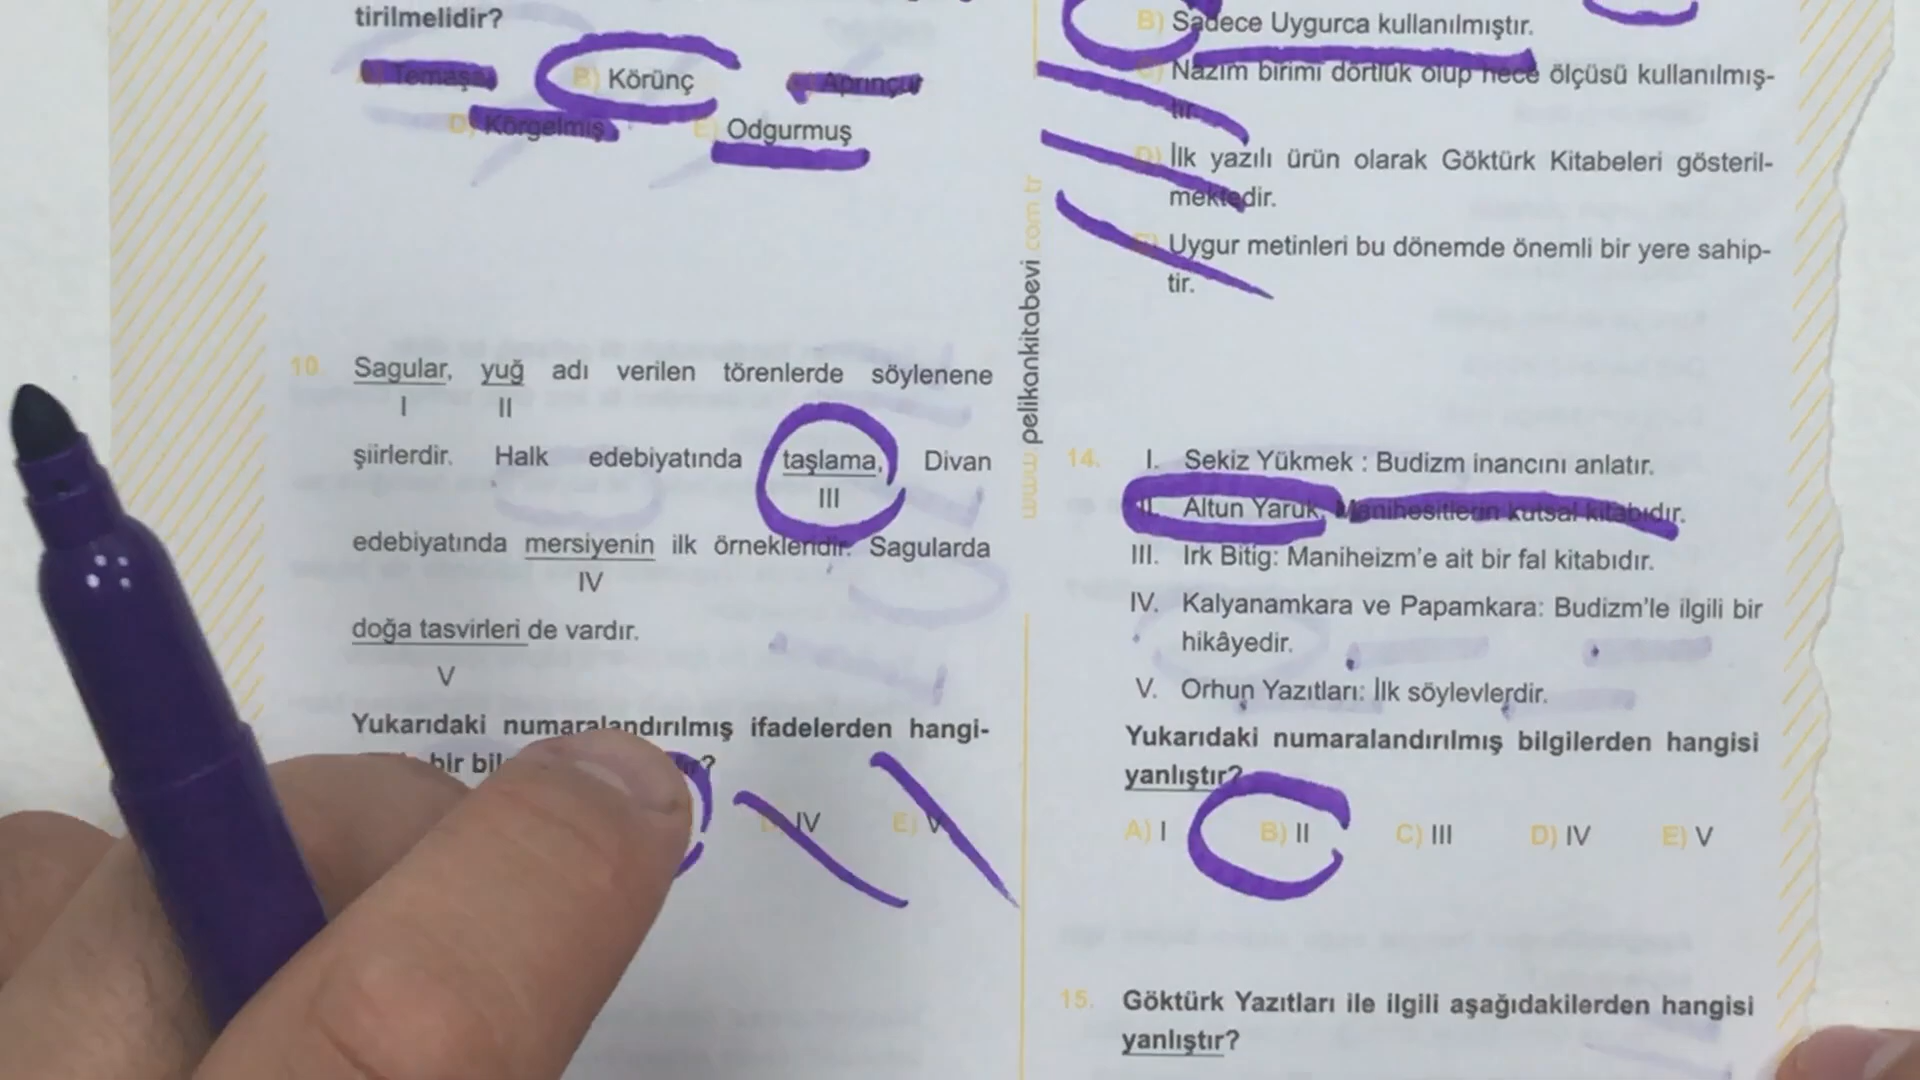 tirilmelidir?
Temaşa B) Körünç Aprınçur
D) Körgelmiş E) Odgurmuş
10. Sagular, yuğ adı verilen törenlerde söylenene
I II
şiirlerdir. Halk edebiyatında taşlama, Divan
III
edebiyatında mersiyenin ilk örnekleridir. Sagularda
IV
doğa tasvirleri de vardır.
V
Yukarıdaki numaralandırılmış ifadelerden hangi-
bir
IV E) V
www.pelikankitabevi.com.tr
B) Sadece Uygurca kullanılmıştır.
C) Nazım birimi dörtlük olup hece ölçüsü kullanılmış-
tır.
D) İlk yazılı ürün olarak Göktürk Kitabeleri gösteril-
mektedir.
Uygur metinleri bu dönemde önemli bir yere sahip-
tir.
14. I. Sekiz Yükmek : Budizm inancını anlatır.
II. Altun Yaruk, Manihesitlerin kutsal kitabıdır.
III. Irk Bitig: Maniheizm'e ait bir fal kitabıdır.
IV. Kalyanamkara ve Papamkara: Budizm'le ilgili bir
hikâyedir.
V. Orhun Yazıtları: İlk söylevlerdir.
Yukarıdaki numaralandırılmış bilgilerden hangisi
yanlıştır?
A) I B) II C) III D) IV E) V
15. Göktürk Yazıtları ile ilgili aşağıdakilerden hangisi
yanlıştır?